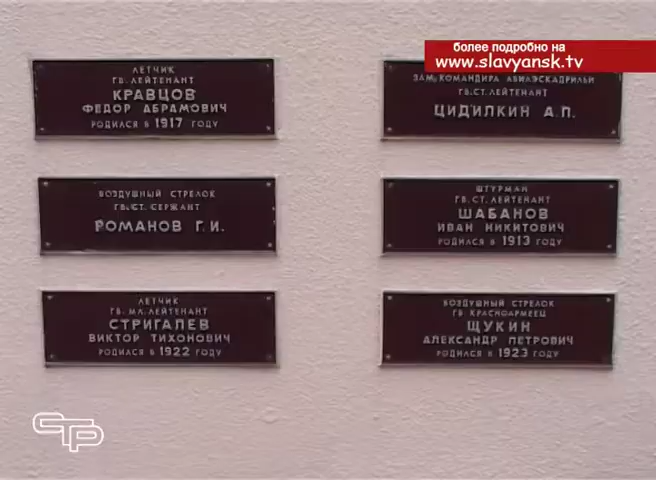 более подробно на
www.slavyansk.tv
ЛЕТЧИК
ГВ. ЛЕЙТЕНАНТ
КРАВЦОВ
ФЕДОР АБРАМОВИЧ
РОДИЛСЯ В 1917 ГОДУ
ЗАМ. КОМАНДИРА АВИАЭСКАДРИЛЬИ
ГВ. СТ. ЛЕЙТЕНАНТ
ЦИДИЛКИН А.П.
ВОЗДУШНЫЙ СТРЕЛОК
ГВ. СТ. СЕРЖАНТ
РОМАНОВ Г.И.
ШТУРМАН
ГВ. СТ. ЛЕЙТЕНАНТ
ШАБАНОВ
ИВАН НИКИТОВИЧ
РОДИЛСЯ В 1913 ГОДУ
ЛЕТЧИК
ГВ. МЛ. ЛЕЙТЕНАНТ
СТРИГАЛЕВ
ВИКТОР ТИХОНОВИЧ
РОДИЛСЯ В 1922 ГОДУ
ВОЗДУШНЫЙ СТРЕЛОК
ГВ. КРАСНОАРМЕЕЦ
ЩУКИН
АЛЕКСАНДР ПЕТРОВИЧ
РОДИЛСЯ В 1923 ГОДУ
СТР